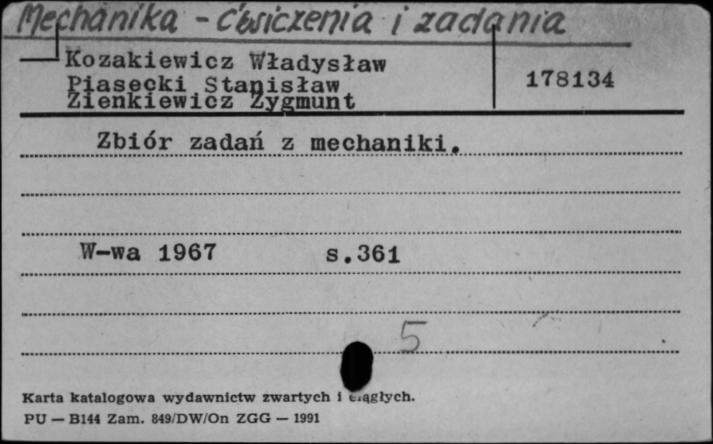 Mechanika - ćwiczenia i zadania
Kozakiewicz Władysław
Piasecki Stanisław
178134
Zienkiewicz Zygmunt
Zbiór zadań z mechaniki.
W-wa 1967 s.361
5
Karta katalogowa wydawnictw zwartych i ciągłych.
PU — B144 Zam. 849/DW/On ZGG — 1991